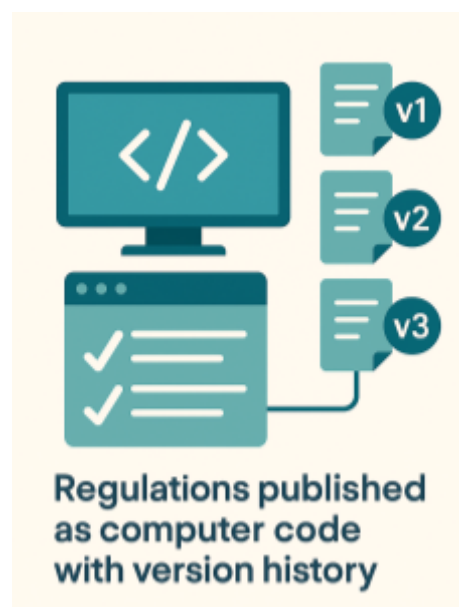 </>
v1
v2
v3
Regulations published
as computer code
with version history